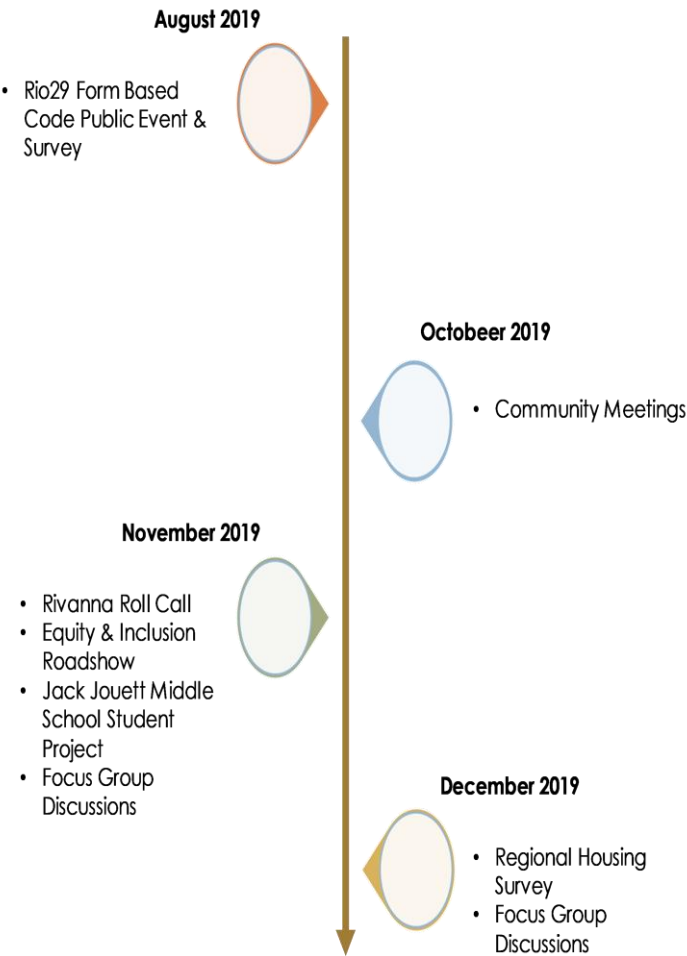 August 2019
• Rio29 Form Based
Code Public Event &
Survey
Octobeer 2019
• Community Meetings
November 2019
• Rivanna Roll Call
• Equity & Inclusion
Roadshow
• Jack Jouett Middle
School Student
Project
• Focus Group
Discussions
December 2019
• Regional Housing
Survey
• Focus Group
Discussions